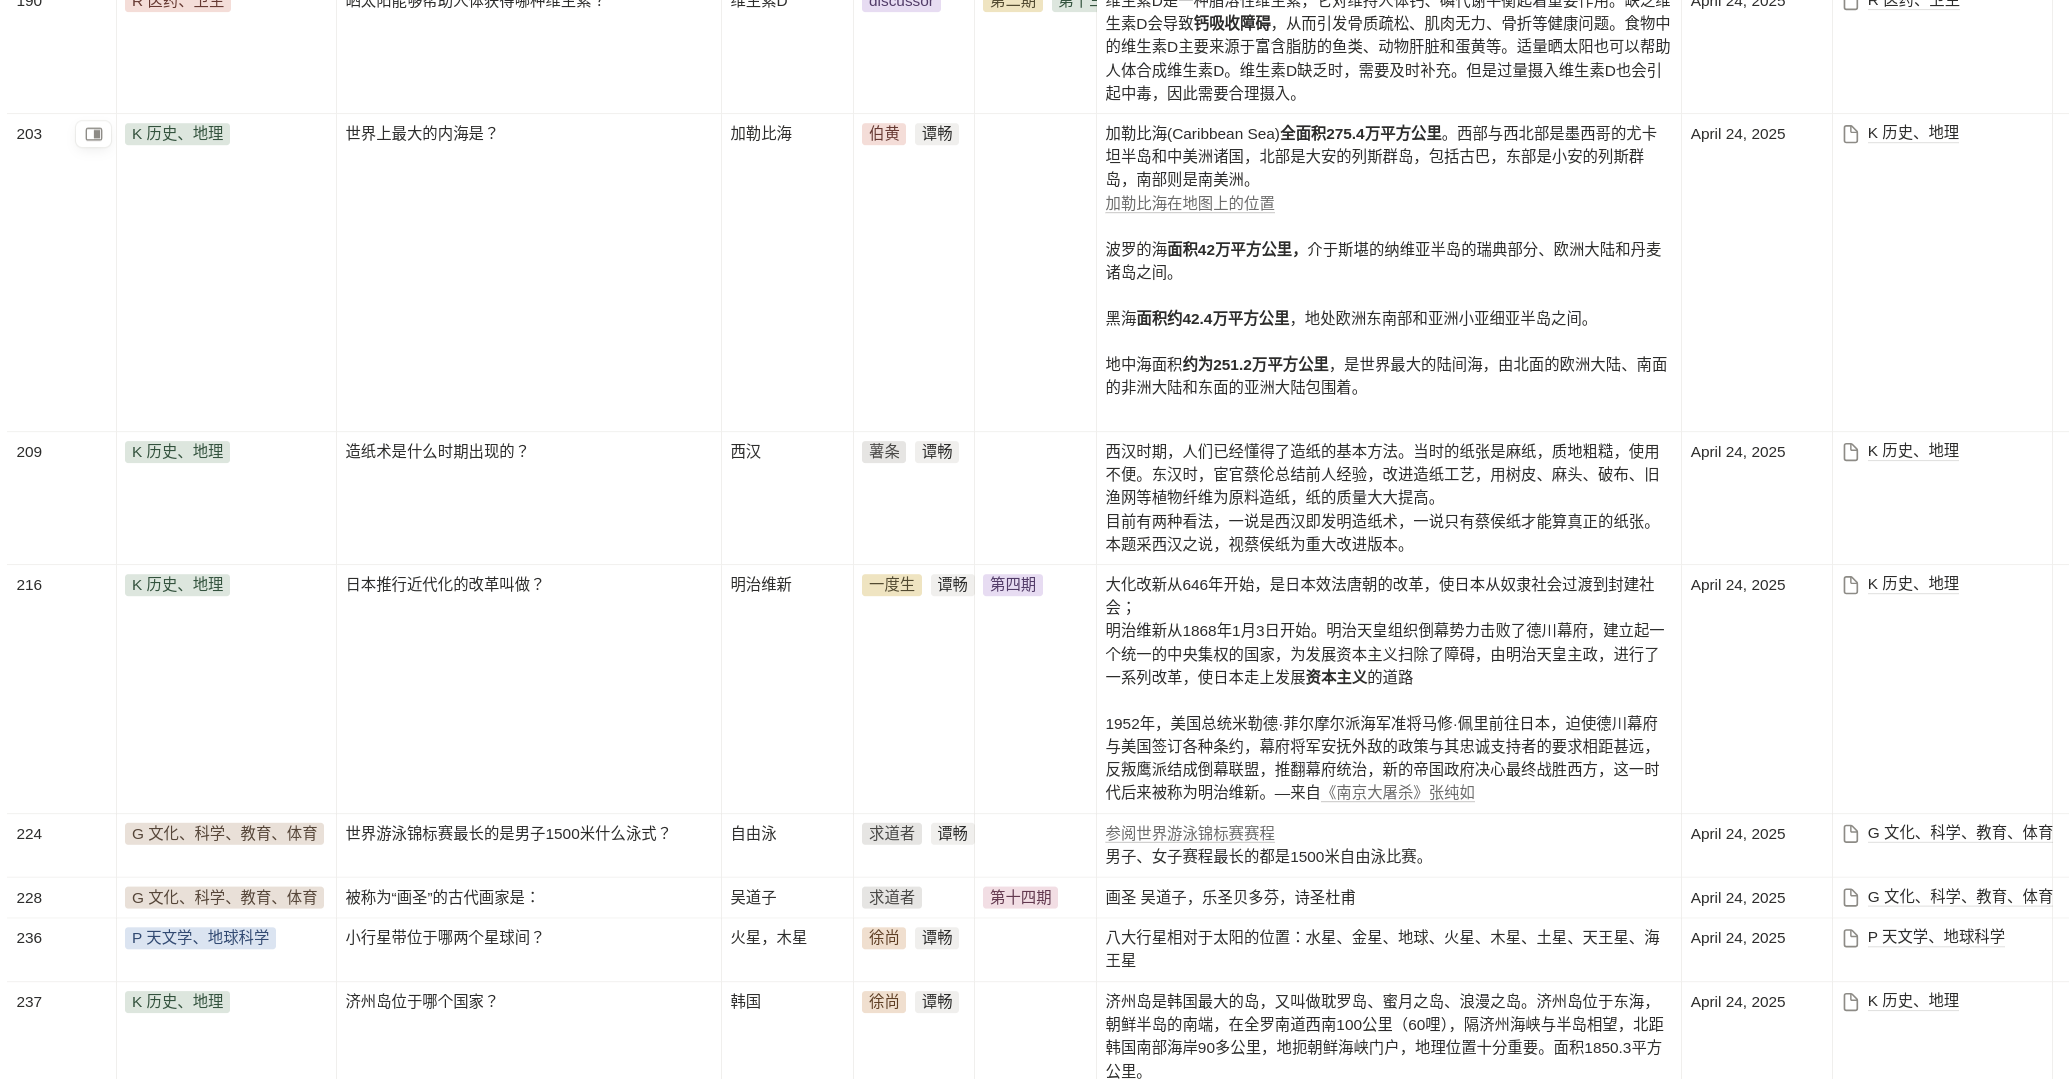 190
R 医药、卫生
晒太阳能够帮助人体获得哪种维生素？
维生素D
discussor
第二期
维生素D是一种脂溶性维生素，它对维持人体钙、磷代谢平衡起着重要作用。缺乏维
生素D会导致钙吸收障碍，从而引发骨质疏松、肌肉无力、骨折等健康问题。食物中
的维生素D主要来源于富含脂肪的鱼类、动物肝脏和蛋黄等。适量晒太阳也可以帮助
人体合成维生素D。维生素D缺乏时，需要及时补充。但是过量摄入维生素D也会引
起中毒，因此需要合理摄入。
April 24, 2025
R 医药、卫生
203
K 历史、地理
世界上最大的内海是？
加勒比海
伯黄 谭畅
加勒比海(Caribbean Sea)全面积275.4万平方公里。西部与西北部是墨西哥的尤卡
坦半岛和中美洲诸国，北部是大安的列斯群岛，包括古巴，东部是小安的列斯群
岛，南部则是南美洲。
加勒比海在地图上的位置
波罗的海面积42万平方公里，介于斯堪的纳维亚半岛的瑞典部分、欧洲大陆和丹麦
诸岛之间。
黑海面积约42.4万平方公里，地处欧洲东南部和亚洲小亚细亚半岛之间。
地中海面积约为251.2万平方公里，是世界最大的陆间海，由北面的欧洲大陆、南面
的非洲大陆和东面的亚洲大陆包围着。
April 24, 2025
K 历史、地理
209
K 历史、地理
造纸术是什么时期出现的？
西汉
薯条 谭畅
西汉时期，人们已经懂得了造纸的基本方法。当时的纸张是麻纸，质地粗糙，使用
不便。东汉时，宦官蔡伦总结前人经验，改进造纸工艺，用树皮、麻头、破布、旧
渔网等植物纤维为原料造纸，纸的质量大大提高。
目前有两种看法，一说是西汉即发明造纸术，一说只有蔡侯纸才能算真正的纸张。
本题采西汉之说，视蔡侯纸为重大改进版本。
April 24, 2025
K 历史、地理
216
K 历史、地理
日本推行近代化的改革叫做？
明治维新
一度生 谭畅
第四期
大化改新从646年开始，是日本效法唐朝的改革，使日本从奴隶社会过渡到封建社
会；
明治维新从1868年1月3日开始。明治天皇组织倒幕势力击败了德川幕府，建立起一
个统一的中央集权的国家，为发展资本主义扫除了障碍，由明治天皇主政，进行了
一系列改革，使日本走上发展资本主义的道路
1952年，美国总统米勒德·菲尔摩尔派海军准将马修·佩里前往日本，迫使德川幕府
与美国签订各种条约，幕府将军安抚外敌的政策与其忠诚支持者的要求相距甚远，
反叛鹰派结成倒幕联盟，推翻幕府统治，新的帝国政府决心最终战胜西方，这一时
代后来被称为明治维新。—来自《南京大屠杀》张纯如
April 24, 2025
K 历史、地理
224
G 文化、科学、教育、体育
世界游泳锦标赛最长的是男子1500米什么泳式？
自由泳
求道者 谭畅
参阅世界游泳锦标赛赛程
男子、女子赛程最长的都是1500米自由泳比赛。
April 24, 2025
G 文化、科学、教育、体育
228
G 文化、科学、教育、体育
被称为“画圣”的古代画家是：
吴道子
求道者
第十四期
画圣 吴道子，乐圣贝多芬，诗圣杜甫
April 24, 2025
G 文化、科学、教育、体育
236
P 天文学、地球科学
小行星带位于哪两个星球间？
火星，木星
徐尚 谭畅
八大行星相对于太阳的位置：水星、金星、地球、火星、木星、土星、天王星、海
王星
April 24, 2025
P 天文学、地球科学
237
K 历史、地理
济州岛位于哪个国家？
韩国
徐尚 谭畅
济州岛是韩国最大的岛，又叫做耽罗岛、蜜月之岛、浪漫之岛。济州岛位于东海，
朝鲜半岛的南端，在全罗南道西南100公里（60哩），隔济州海峡与半岛相望，北距
韩国南部海岸90多公里，地扼朝鲜海峡门户，地理位置十分重要。面积1850.3平方
公里。
April 24, 2025
K 历史、地理